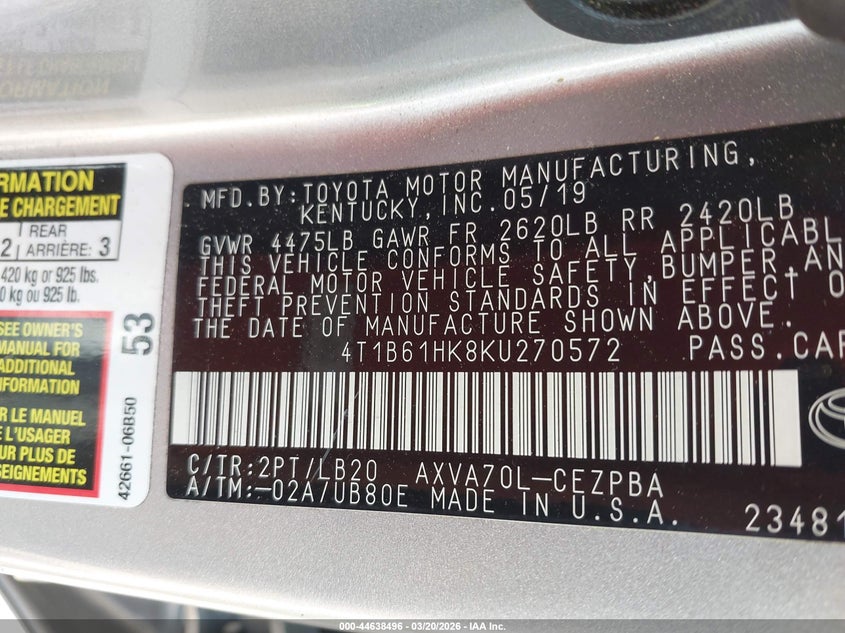 RMATION
E CHARGEMENT
2 REAR ARRIÈRE: 3
420 kg or 925 lbs.
0 kg ou 925 lb.
SEE OWNER'S
MANUAL FOR
ADDITIONAL
INFORMATION
R LE MANUEL
E L'USAGER
UR PLUS DE
SEIGNEMENTS
53
42661-06B50
MFD.BY:TOYOTA MOTOR MANUFACTURING,
KENTUCKY,INC.05/19
GVWR 4475LB GAWR FR 2620LB RR 2420LB
THIS VEHICLE CONFORMS TO ALL APPLICABL
FEDERAL MOTOR VEHICLE SAFETY,BUMPER,AN
THEFT PREVENTION STANDARDS IN EFFECT O
THE DATE OF MANUFACTURE SHOWN ABOVE.
4T1B61HK8KU270572 PASS.CAR
C/TR:2PT/LB20 AXVA70L-CEZPBA
A/TM:-02A/UB80E MADE IN U.S.A.
23481
000-44638496 - 03/20/2026 - IAA Inc.